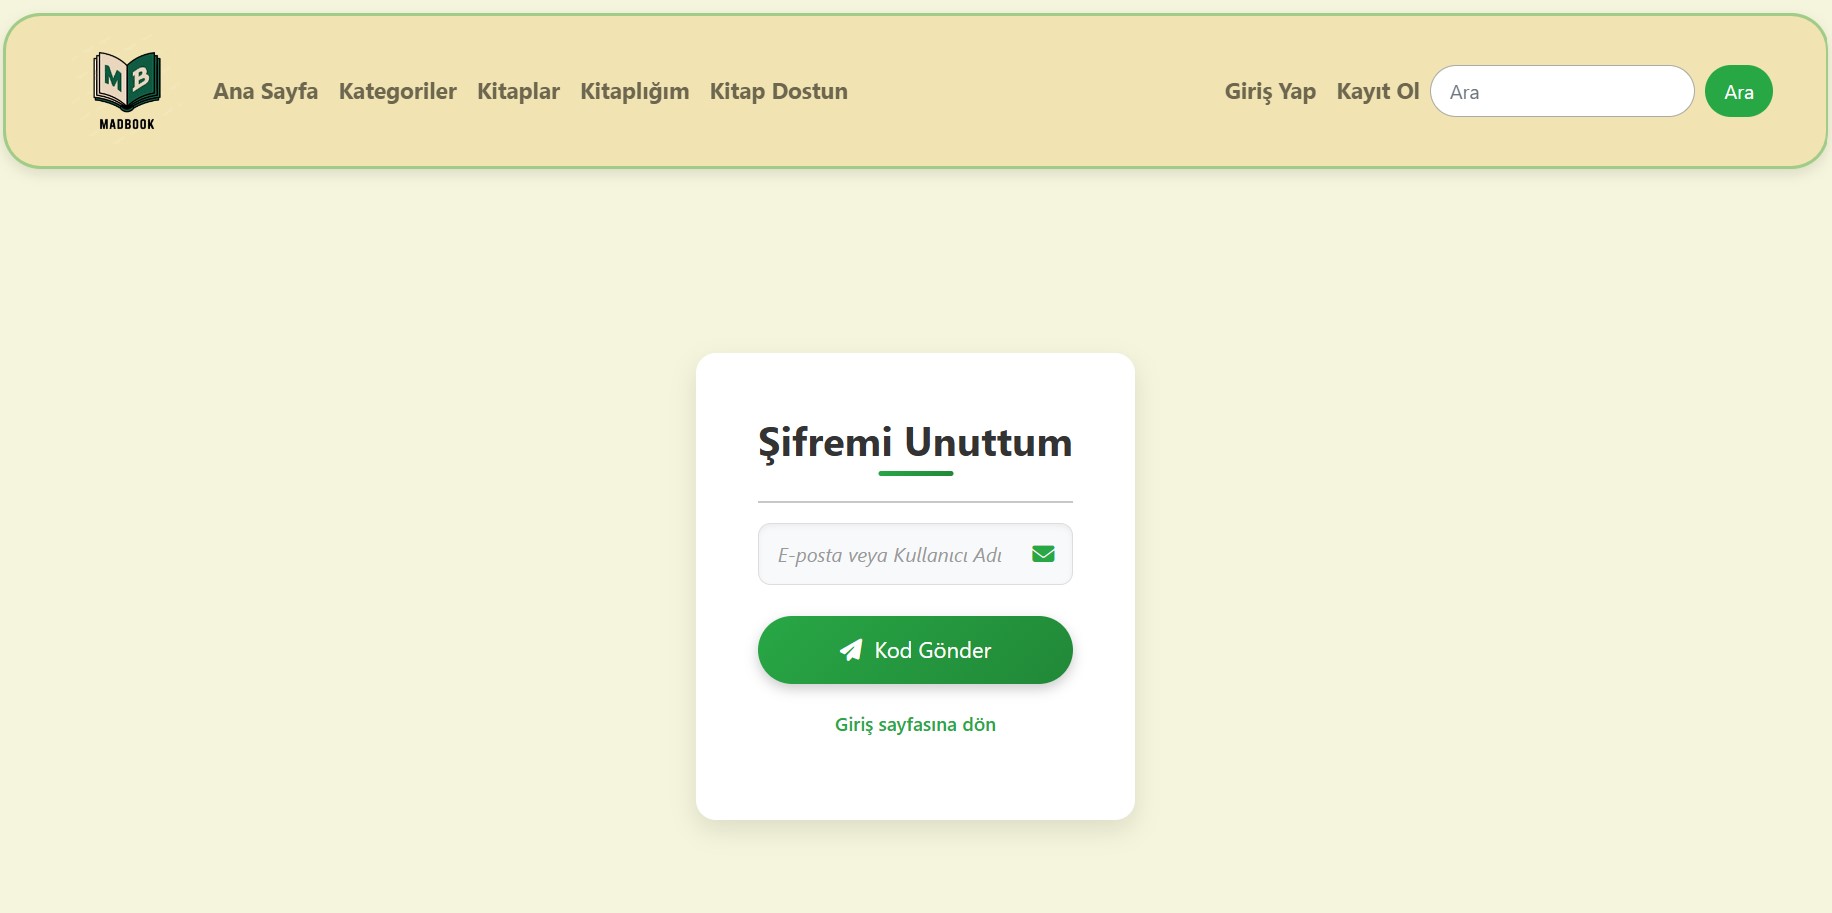 MB
MADBOOK
Ana Sayfa Kategoriler Kitaplar Kitaplığım Kitap Dostun
Giriş Yap Kayıt Ol Ara Ara
Şifremi Unuttum
E-posta veya Kullanıcı Adı
Kod Gönder
Giriş sayfasına dön